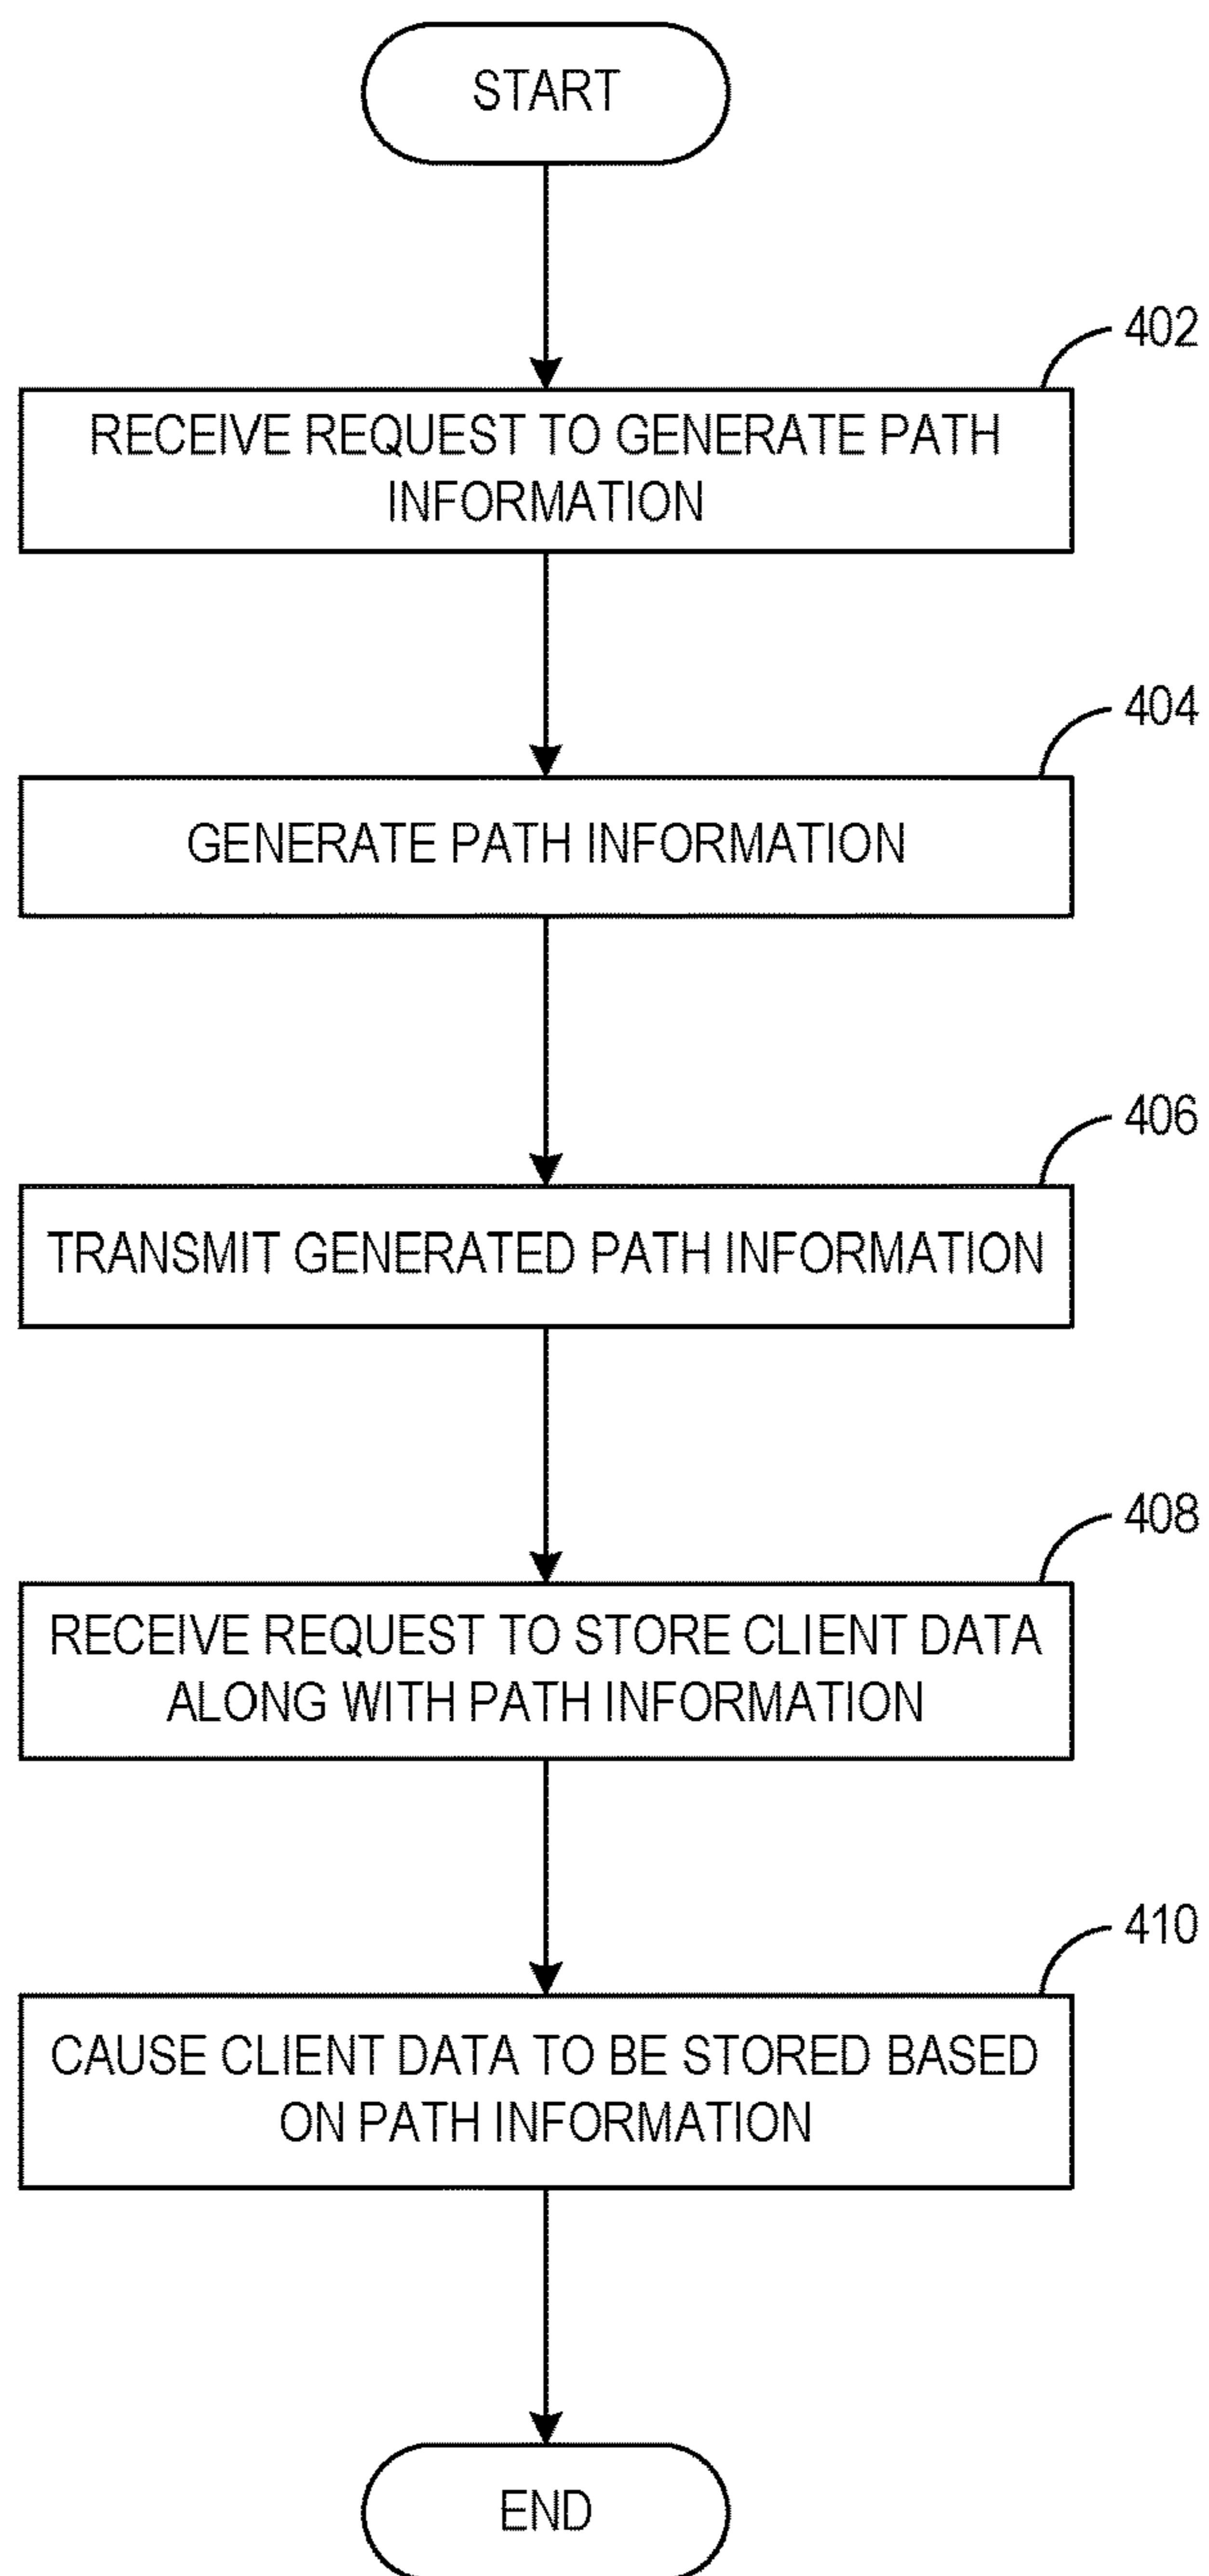 START
402
RECEIVE REQUEST TO GENERATE PATH
INFORMATION
404
GENERATE PATH INFORMATION
406
TRANSMIT GENERATED PATH INFORMATION
408
RECEIVE REQUEST TO STORE CLIENT DATA
ALONG WITH PATH INFORMATION
410
CAUSE CLIENT DATA TO BE STORED BASED
ON PATH INFORMATION
END